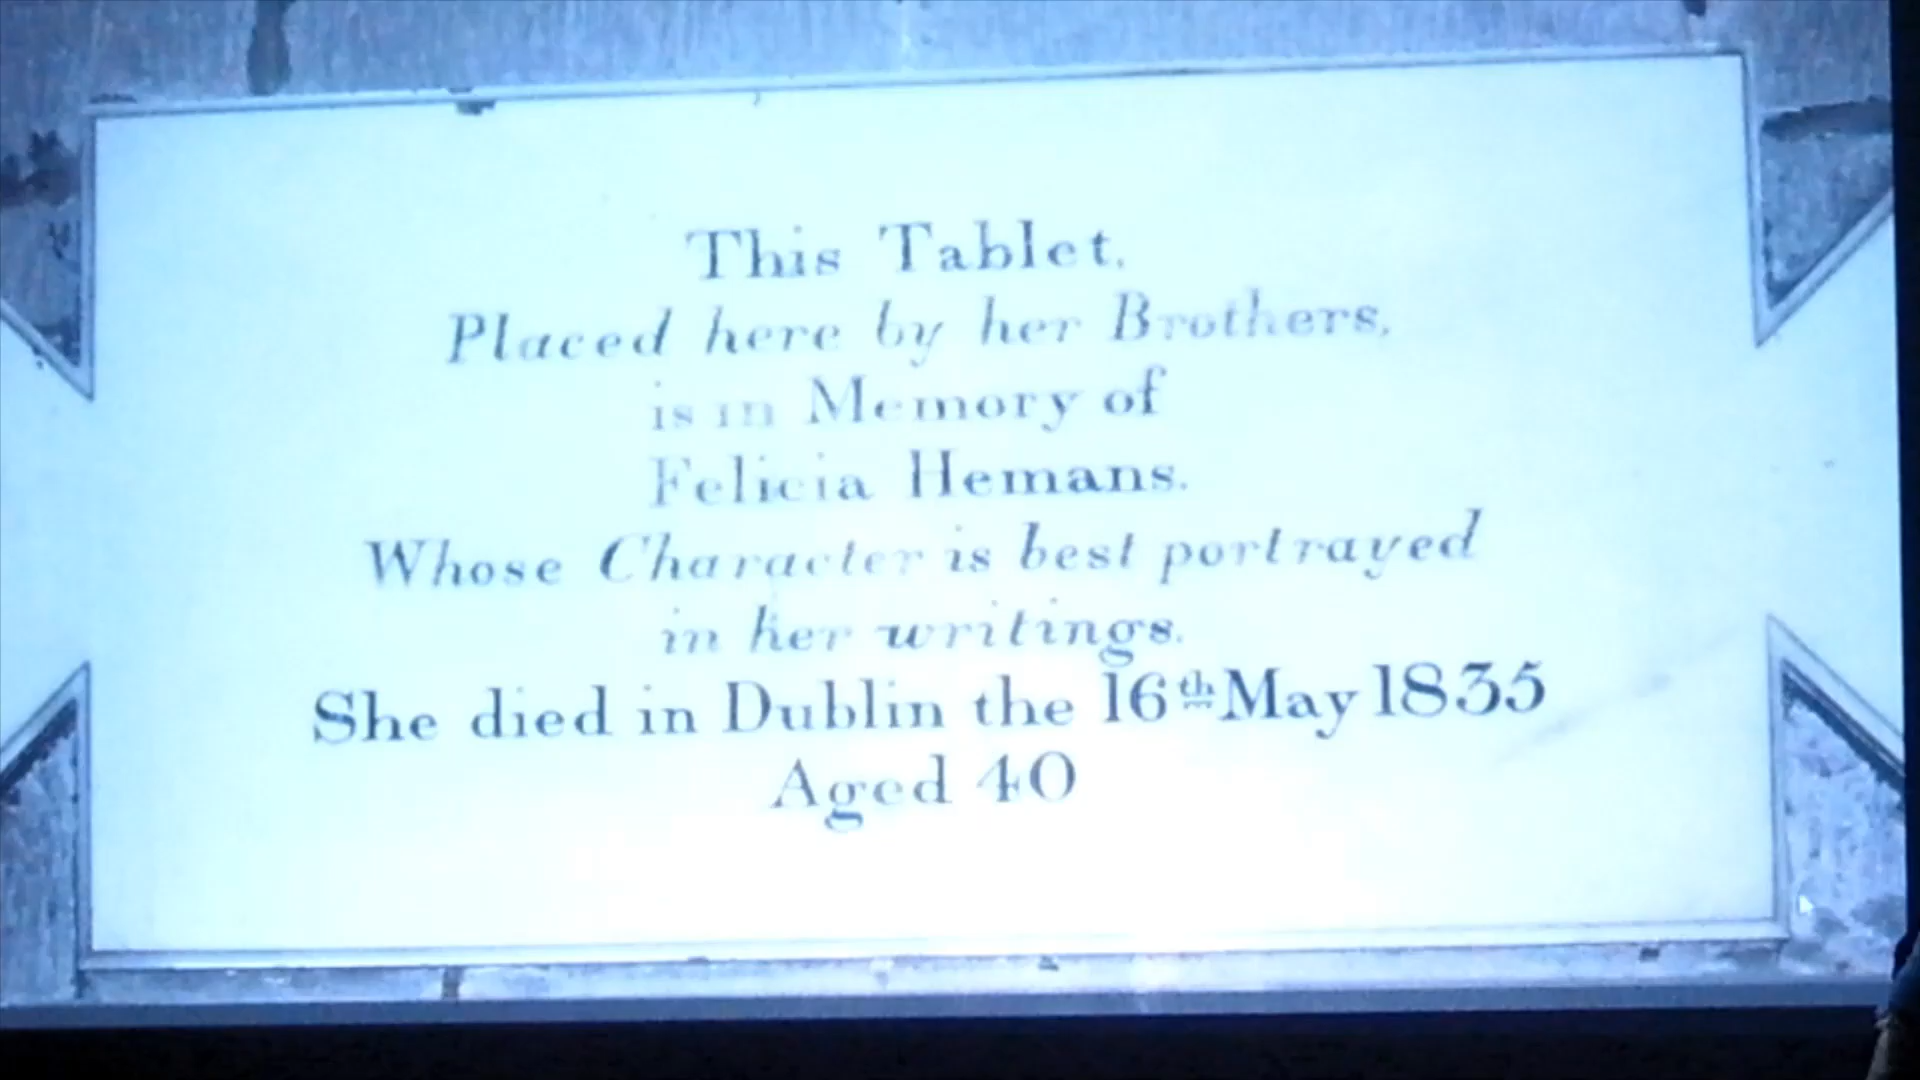 This Tablet,
Placed here by her Brothers,
is in Memory of
Felicia Hemans.
Whose Character is best portrayed
in her writings.
She died in Dublin the 16th May 1835
Aged 40